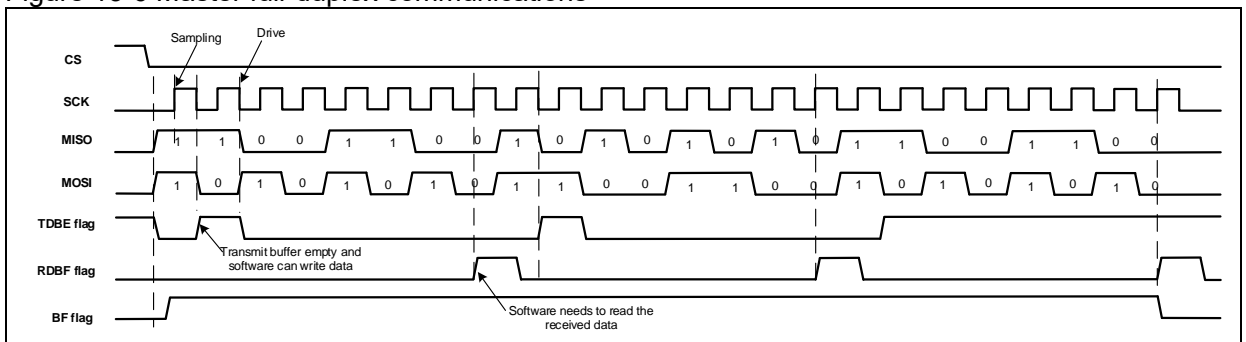 Figure Master full-duplex communications
Sampling Drive
CS
SCK
MISO 1 1 0 0 1 1 0 0 1 0 1 0 1 0 1 0 1 1 0 0 1 1 0 0
MOSI 1 0 1 0 1 0 1 0 1 1 0 0 1 1 0 0 1 0 1 0 1 0 1 0
TDBE flag
Transmit buffer empty and
software can write data
RDBF flag
Software needs to read the
received data
BF flag